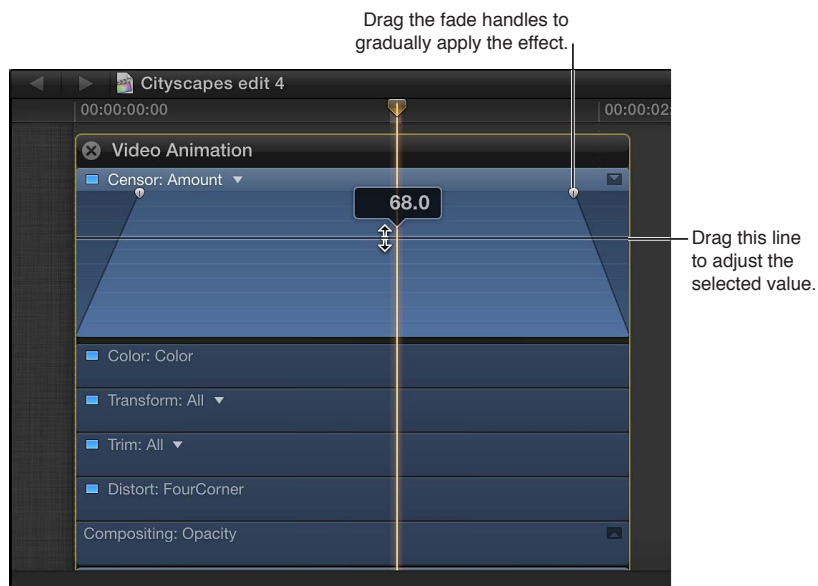 Drag the fade handles to
gradually apply the effect.
Cityscapes edit 4
00:00:00:00
00:00:02:
Video Animation
Censor: Amount
68.0
Drag this line
to adjust the
selected value.
Color: Color
Transform: All
Trim: All
Distort: FourCorner
Compositing: Opacity